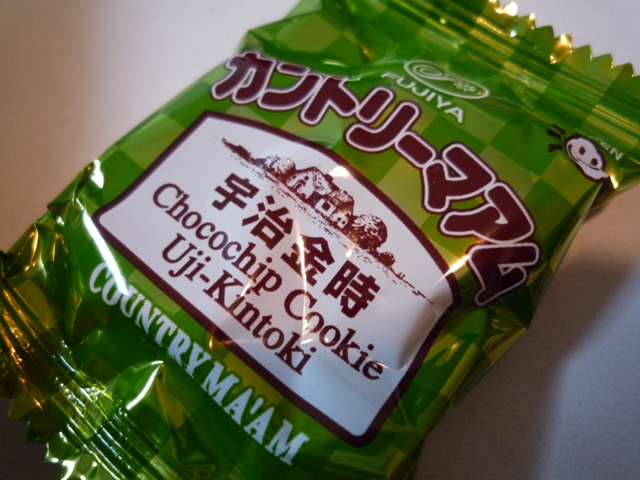 FUJIYA
カントリーマアム
OPEN
宇治金時
Chocochip Cookie
Uji-Kintoki
COUNTRY MA'AM